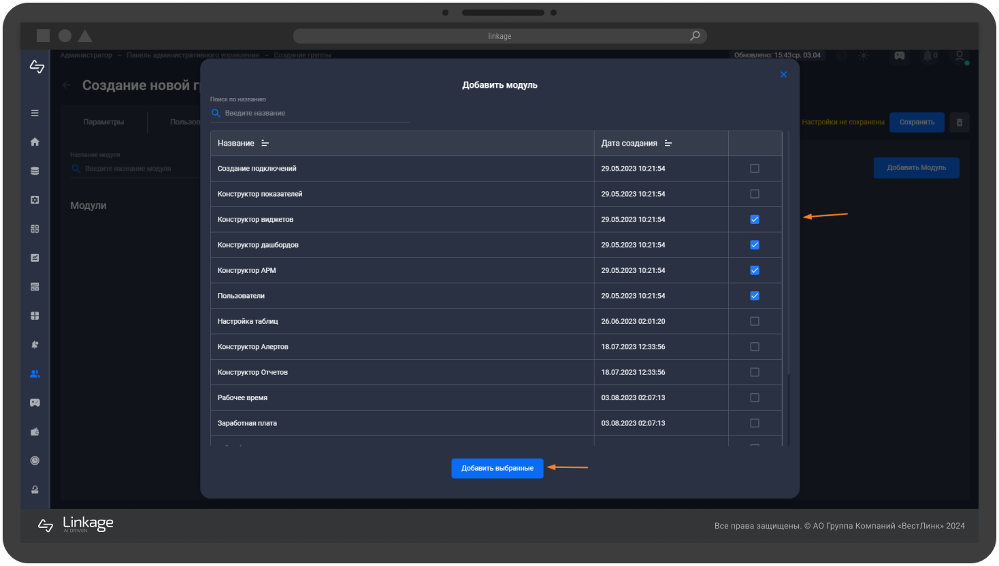 linkage
Администратор – Панель административного управления – Создание группы
Обновлено: 15:43 ср. 03.04
0
Создание новой г
Параметры
Пользов
Настройки не сохранены
Сохранить
Название модуля
Введите название модуля
Добавить Модуль
Модули
Добавить модуль
Поиск по названию
Введите название
Название Дата создания
Создание подключений 29.05.2023 10:21:54
Конструктор показателей 29.05.2023 10:21:54
Конструктор виджетов 29.05.2023 10:21:54
Конструктор дашбордов 29.05.2023 10:21:54
Конструктор АРМ 29.05.2023 10:21:54
Пользователи 29.05.2023 10:21:54
Настройка таблиц 26.06.2023 02:01:20
Конструктор Алертов 18.07.2023 12:33:56
Конструктор Отчетов 18.07.2023 12:33:56
Рабочее время 03.08.2023 02:07:13
Заработная плата 03.08.2023 02:07:13
Добавить выбранные
Linkage
AI DRIVEN
Все права защищены. © АО Группа Компаний «ВестЛинк» 2024